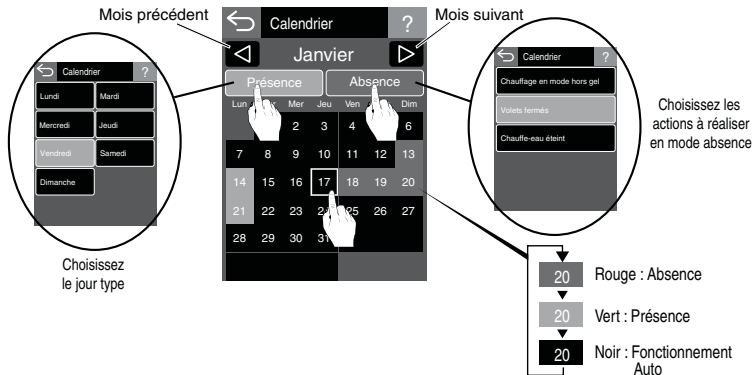 Mois précédent
Mois suivant
Calendrier
?
Janvier
Présence
Absence
Lun
Mer
Jeu
Ven
Dim
2 3 4 6
7 8 9 10 11 12 13
14 15 16 17 18 19 20
21 22 23 24 25 26 27
28 29 30 31
Calendrier
?
Lundi
Mardi
Mercredi
Jeudi
Vendredi
Samedi
Dimanche
Choisissez
le jour type
Calendrier
?
Chauffage en mode hors gel
Volets fermés
Chauffe-eau éteint
Choisissez les
actions à réaliser
en mode absence
20 Rouge : Absence
20 Vert : Présence
20 Noir : Fonctionnement
Auto